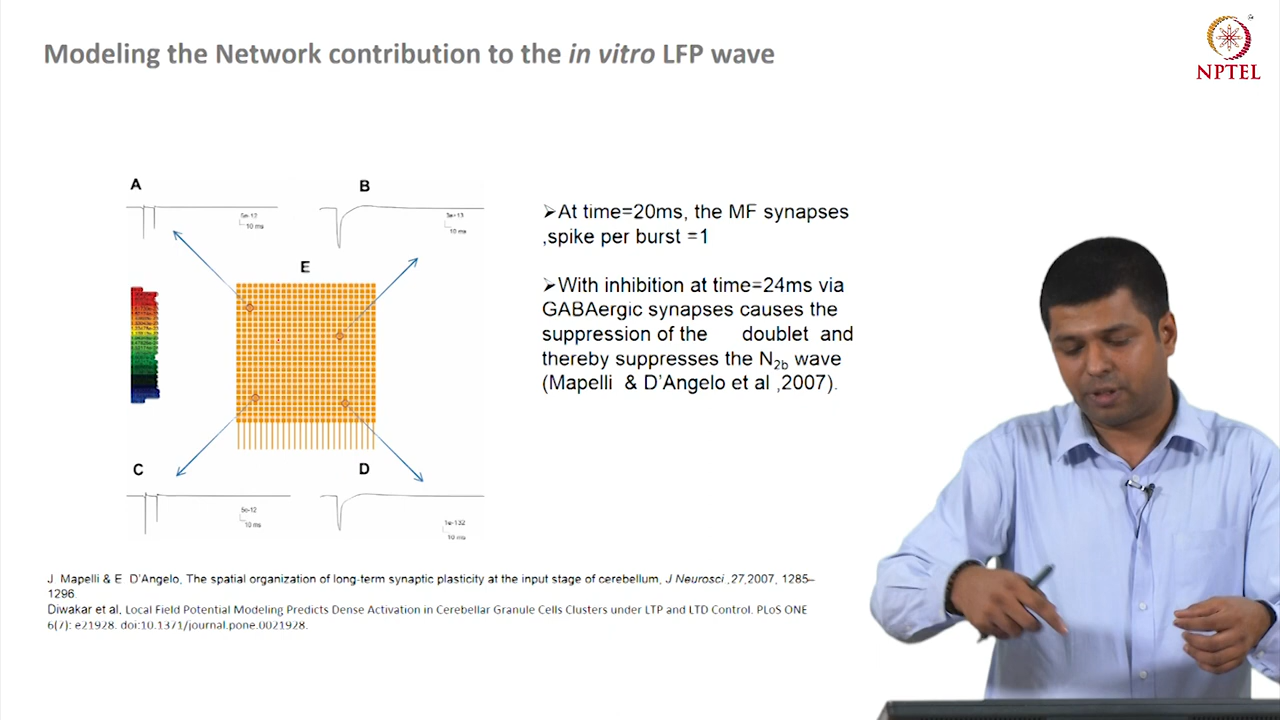 Modeling the Network contribution to the in vitro LFP wave
NPTEL
A
B
10 ms
10 ms
E
➢At time=20ms, the MF synapses
,spike per burst =1
➢With inhibition at time=24ms via
GABAergic synapses causes the
suppression of the doublet and
thereby suppresses the N2b wave
(Mapelli & D'Angelo et al ,2007).
C
D
5e-12
10 ms
1e-132
10 ms
J Mapelli & E D'Angelo, The spatial organization of long-term synaptic plasticity at the input stage of cerebellum, J Neurosci ,27,2007, 1285–
1296.
Diwakar et al, Local Field Potential Modeling Predicts Dense Activation in Cerebellar Granule Cells Clusters under LTP and LTD Control. PLoS ONE
6(7): e21928. doi:10.1371/journal.pone.0021928.